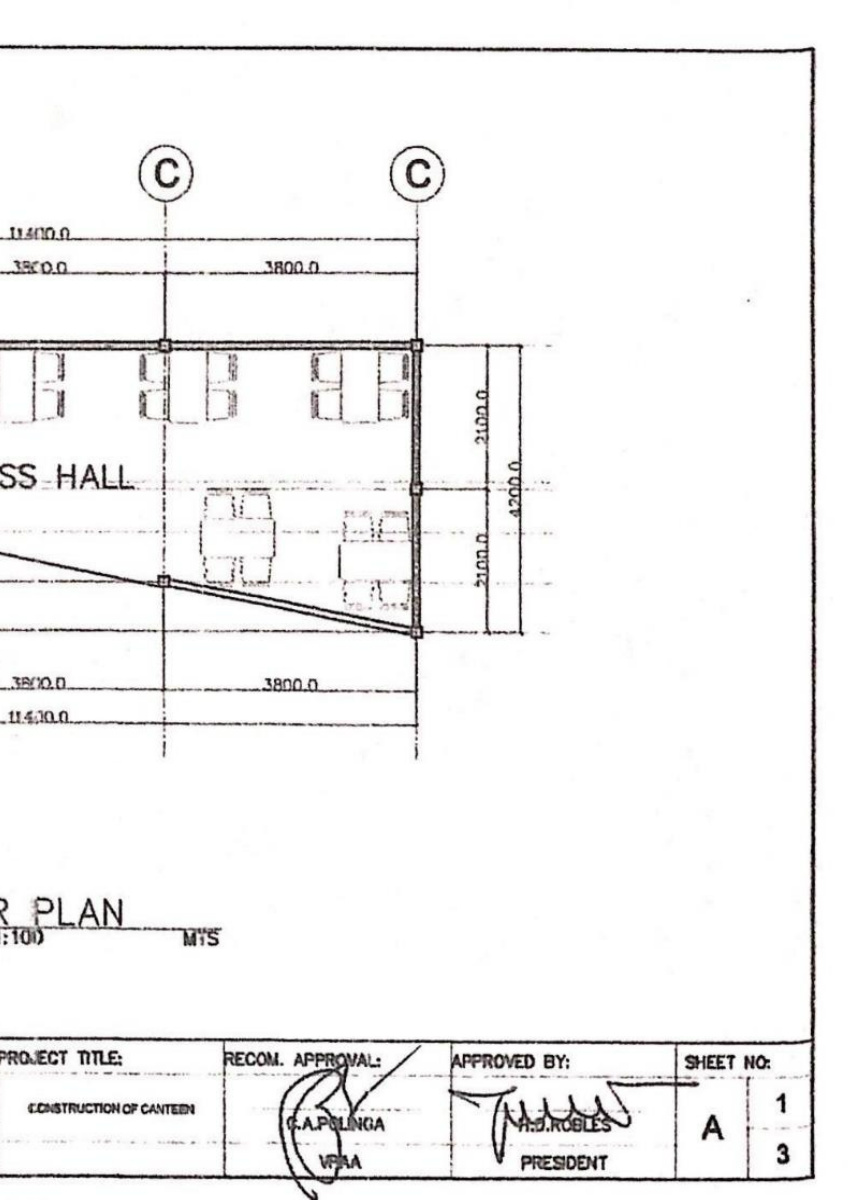 C C
11400.0
3800.0 3800.0
2100.0
4200.0
SS HALL
2100.0
3800.0 3800.0
11400.0
R PLAN
1:100 MTS
PROJECT TITLE: RECOM. APPROVAL: APPROVED BY: SHEET NO:
CONSTRUCTION OF CANTEEN
C.A.POLINGA H.D.ROBLES A 1
VPAA PRESIDENT 3